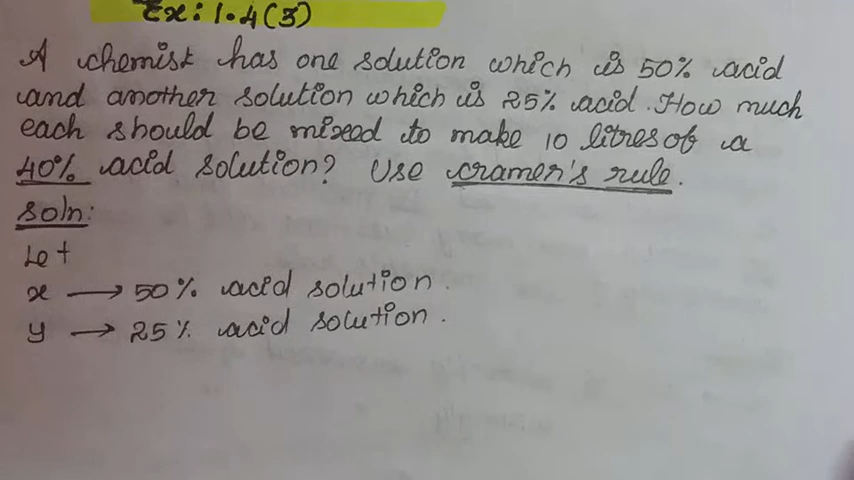 Ex: 1.4(3)
A chemist has one solution which is 50% acid
and another solution which is 25% acid. How much
each should be mixed to make 10 litres of a
40% acid solution? Use cramer's rule.
Soln:
Let
x → 50% acid solution.
y → 25% acid solution.